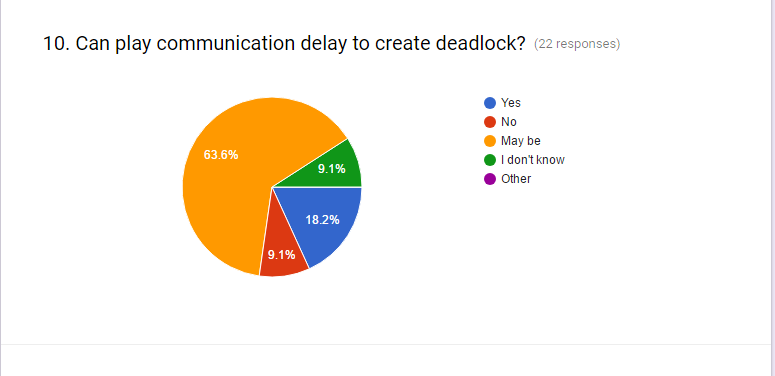 10. Can play communication delay to create deadlock? (22 responses)
Yes
No
May be
I don't know
Other
63.6%
9.1%
18.2%
9.1%